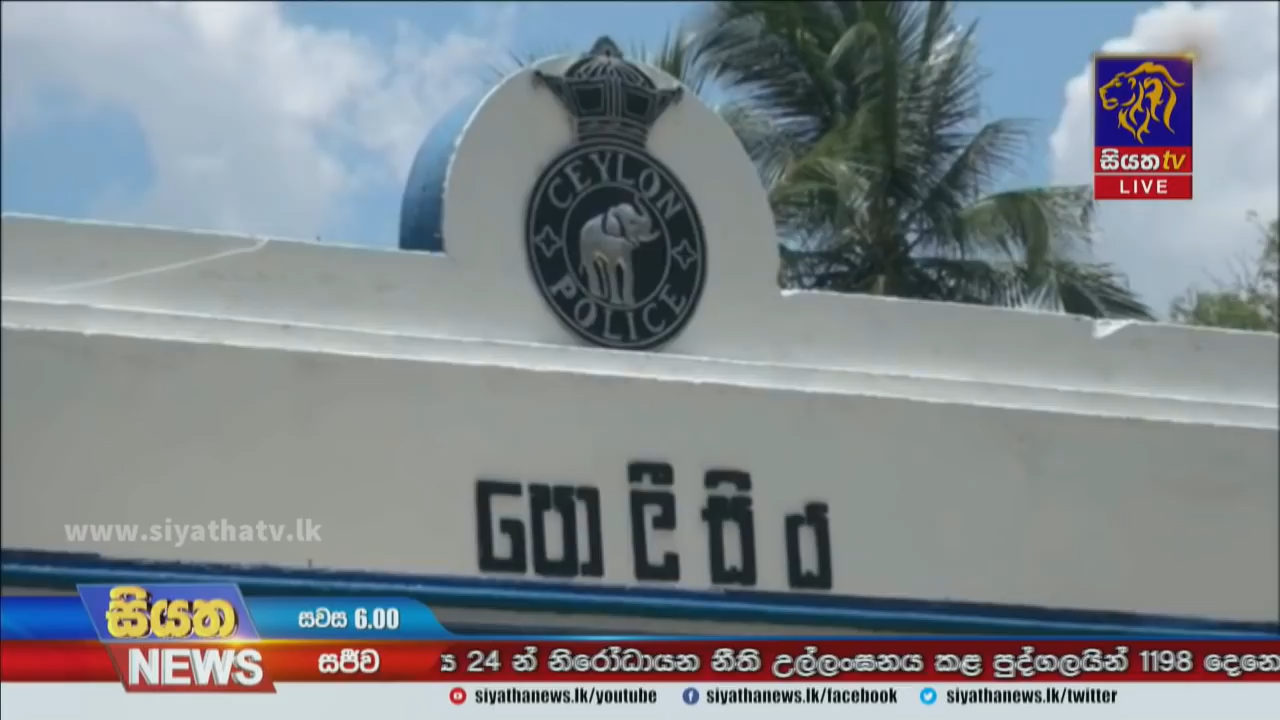 සියත tv
LIVE
CEYLON
POLICE
පොලීසිය
www.siyathatv.lk
සියත
NEWS
සවස 6.00
සජීව
ය 24 න් නිරෝධායන නීති උල්ලංඝනය කළ පුද්ගලයින් 1198 දෙනෙ
siyathanews.lk/youtube
siyathanews.lk/facebook
siyathanews.lk/twitter